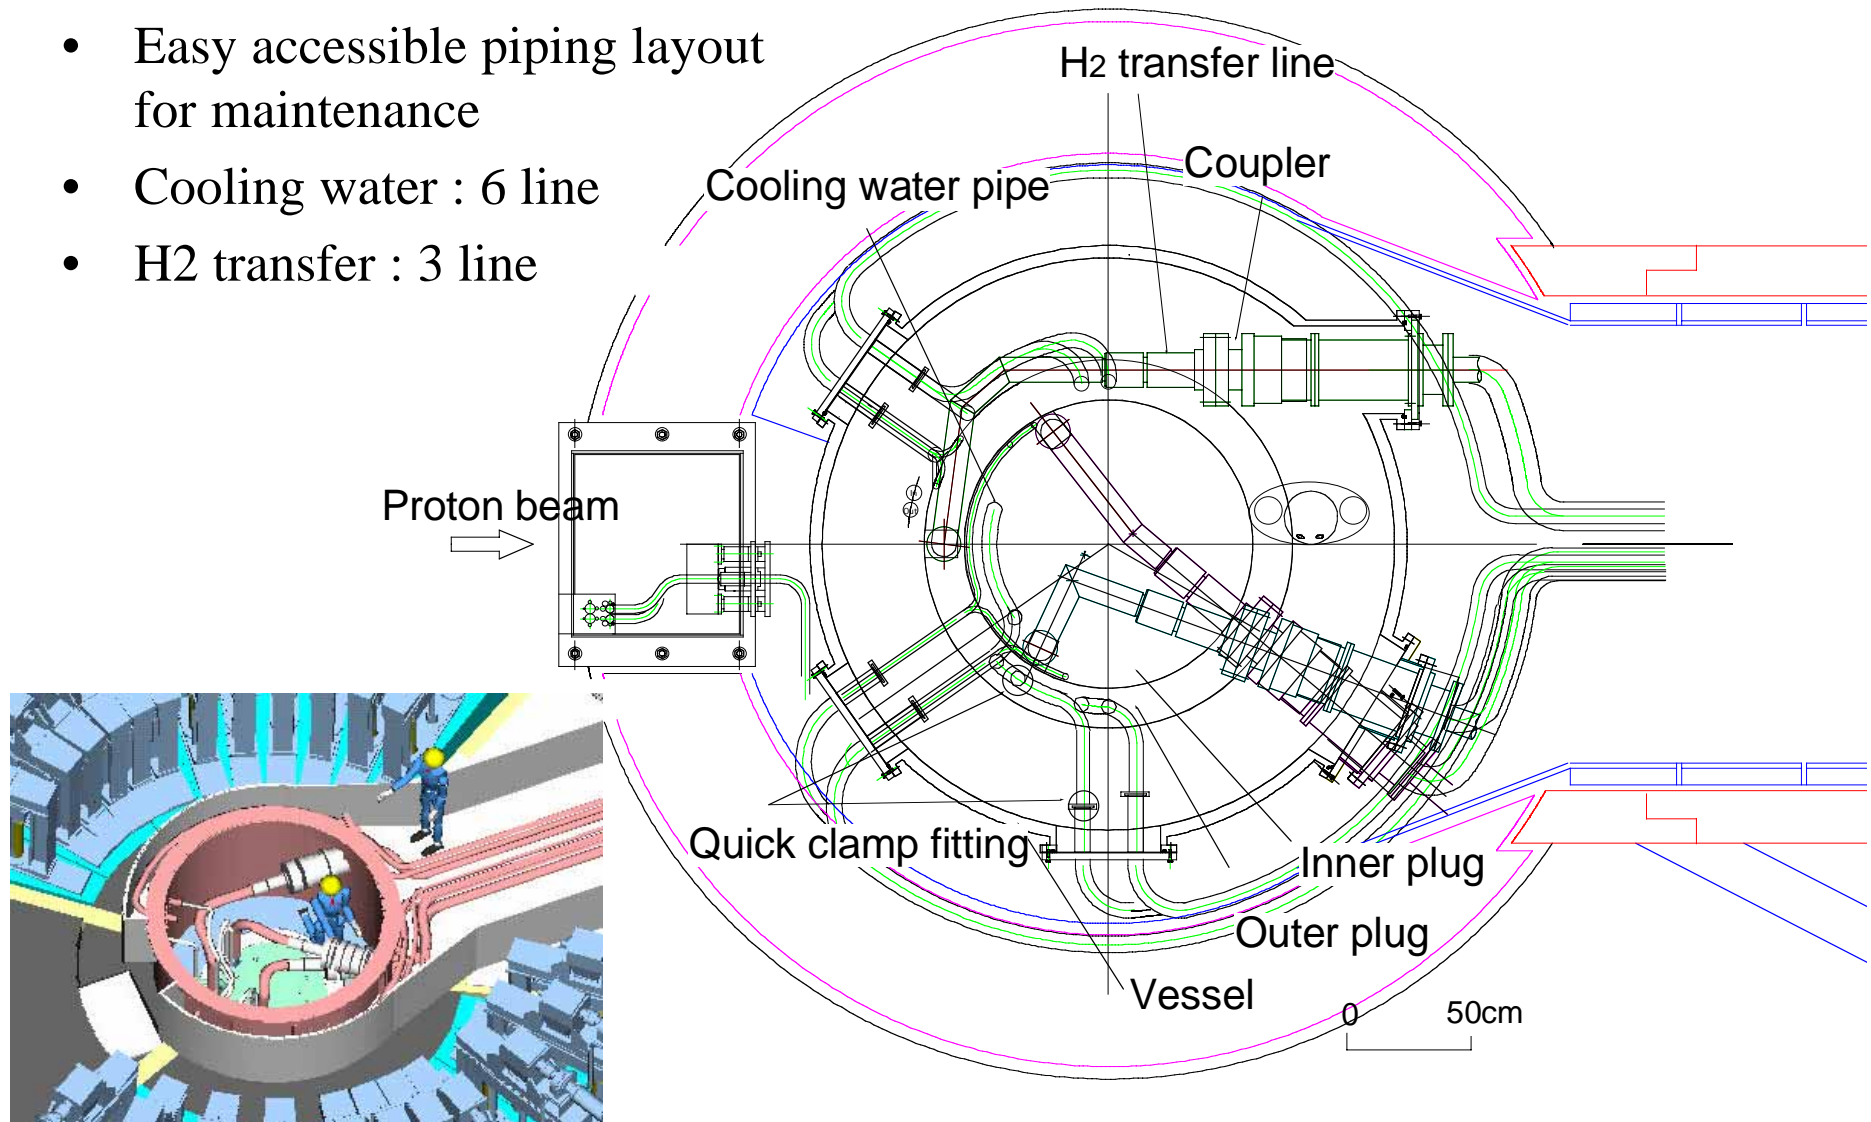 • Easy accessible piping layout
for maintenance
• Cooling water : 6 line
• H2 transfer : 3 line
H2 transfer line
Coupler
Cooling water pipe
Proton beam
Quick clamp fitting
Inner plug
Outer plug
Vessel
0 50cm